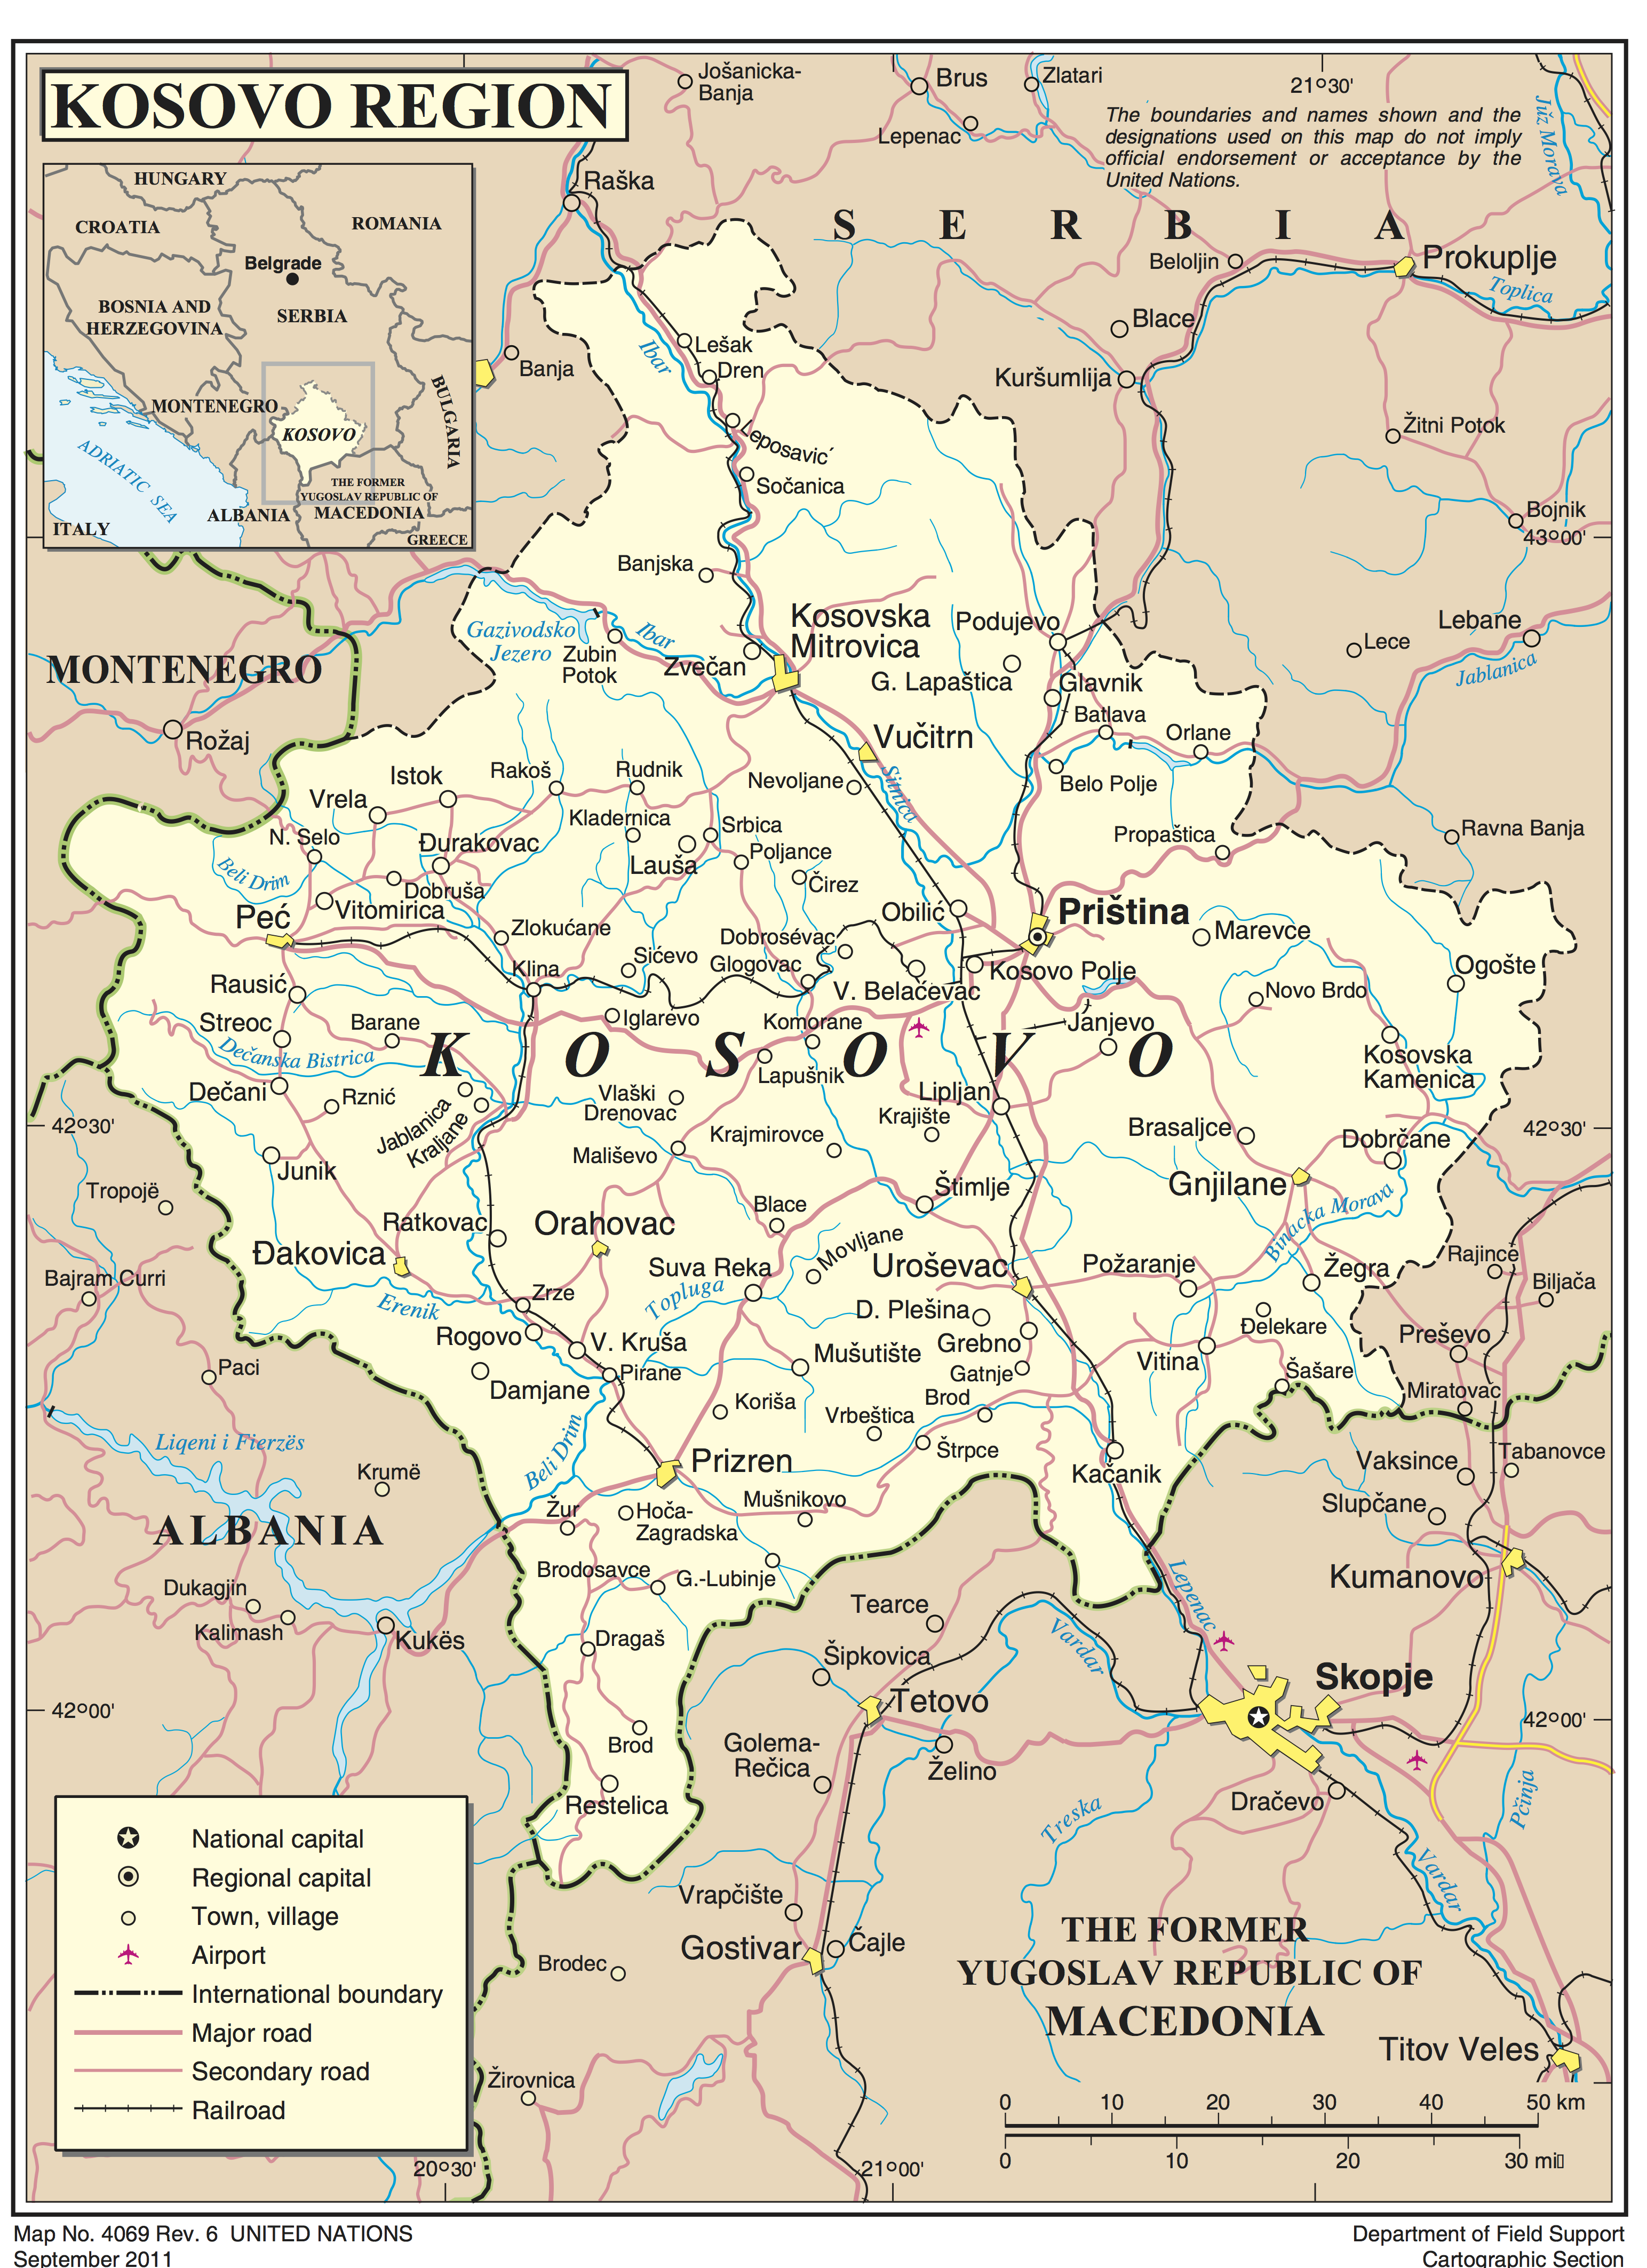 KOSOVO REGION
HUNGARY
CROATIA
ROMANIA
Belgrade
BOSNIA AND
HERZEGOVINA
SERBIA
MONTENEGRO
BULGARIA
KOSOVO
ADRIATIC SEA
THE FORMER
YUGOSLAV REPUBLIC OF
MACEDONIA
ALBANIA
ITALY
GREECE
Jošanicka-
Banja
Brus
Zlatari
Lepenac
21°30'
The boundaries and names shown and the
designations used on this map do not imply
official endorsement or acceptance by the
United Nations.
Juž Morava
Raška
SERBIA
Beloljin
Prokuplje
Toplica
Blace
Kuršumlija
Banja
Ibar
Lešak
Dren
Leposavić
Sočanica
Žitni Potok
Bojnik
43°00'
Banjska
Kosovska
Mitrovica
Podujevo
Gazivodsko
Jezero
Ibar
Zubin
Potok
Zvečan
G. Lapaštica
Glavnik
Lece
Lebane
Jablanica
MONTENEGRO
Rožaj
Batlava
Orlane
Vučitrn
Istok
Rakoš
Rudnik
Nevoljane
Sitnica
Belo Polje
Vrela
Kladernica
Srbica
Propaštica
Ravna Banja
N. Selo
Đurakovac
Lauša
Poljance
Beli Drim
Dobruša
Čirez
Peć
Vitomirica
Obilić
Priština
Zlokućane
Dobrosévac
Marevce
Klina
Sićevo
Glogovac
Kosovo Polje
Ogošte
Rausić
V. Belačevac
Novo Brdo
Streoc
Barane
Iglarevo
Komorane
Janjevo
KOSOVO
Dečanska Bistrica
Lapušnik
Kosovska
Kamenica
Dečani
Rznić
Vlaški
Drenovac
Lipljan
Jablanica
Kraljane
Krajište
42°30'
Krajmirovce
Brasaljce
42°30'
Mališevo
Dobrčane
Junik
Tropojë
Štimlje
Gnjilane
Blace
Binacka Morava
Ratkovac
Orahovac
Movljane
Đakovica
Suva Reka
Uroševac
Požaranje
Žegra
Rajince
Bajram Curri
Topluga
Biljača
Erenik
Zrze
D. Plešina
Đelekare
Rogovo
V. Kruša
Grebno
Preševo
Mušutište
Vitina
Paci
Pirane
Gatnje
Šašare
Damjane
Koriša
Brod
Miratovac
Vrbeštica
Liqeni i Fierzës
Beli Drim
Štrpce
Prizren
Kačanik
Vaksince
Tabanovce
Krumë
Mušnikovo
Slupčane
Žur
Hoča-
Zagradska
ALBANIA
Brodosavce
G.-Lubinje
Lepenac
Kumanovo
Dukagjin
Tearce
Kalimash
Vardar
Kukës
Dragaš
Šipkovica
Skopje
42°00'
Tetovo
42°00'
Brod
Golema-
Rečica
Želino
Restelica
Dračevo
Treska
Pčinja
Vardar
National capital
Regional capital
Town, village
Airport
International boundary
Major road
Secondary road
Railroad
Vrapčište
Gostivar
Čajle
Brodec
THE FORMER
YUGOSLAV REPUBLIC OF
MACEDONIA
Titov Veles
Žirovnica
0 10 20 30 40 50 km
0 10 20 30 mi
20°30'
21°00'
Map No. 4069 Rev. 6 UNITED NATIONS
September 2011
Department of Field Support
Cartographic Section